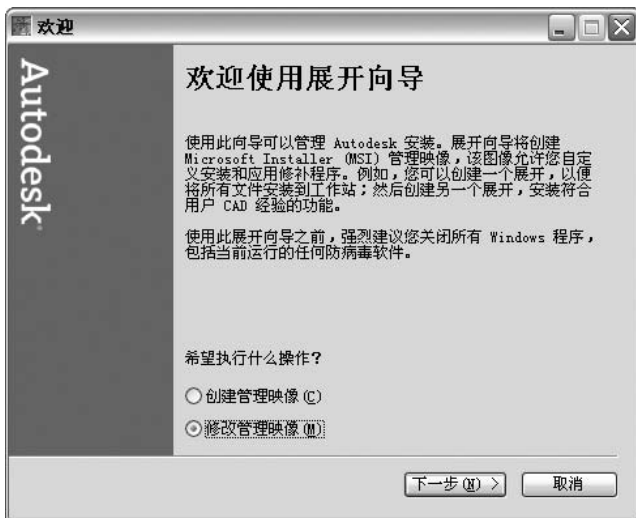 欢迎
Autodesk
欢迎使用展开向导
使用此向导可以管理 Autodesk 安装。展开向导将创建
Microsoft Installer (MSI) 管理映像，该图像允许您自定
义安装和应用修补程序。例如，您可以创建一个展开，以便
将所有文件安装到工作站；然后创建另一个展开，安装符合
用户 CAD 经验的功能。
使用此展开向导之前，强烈建议您关闭所有 Windows 程序，
包括当前运行的任何防病毒软件。
希望执行什么操作？
创建管理映像(C)
修改管理映像(M)
下一步(N) >
取消